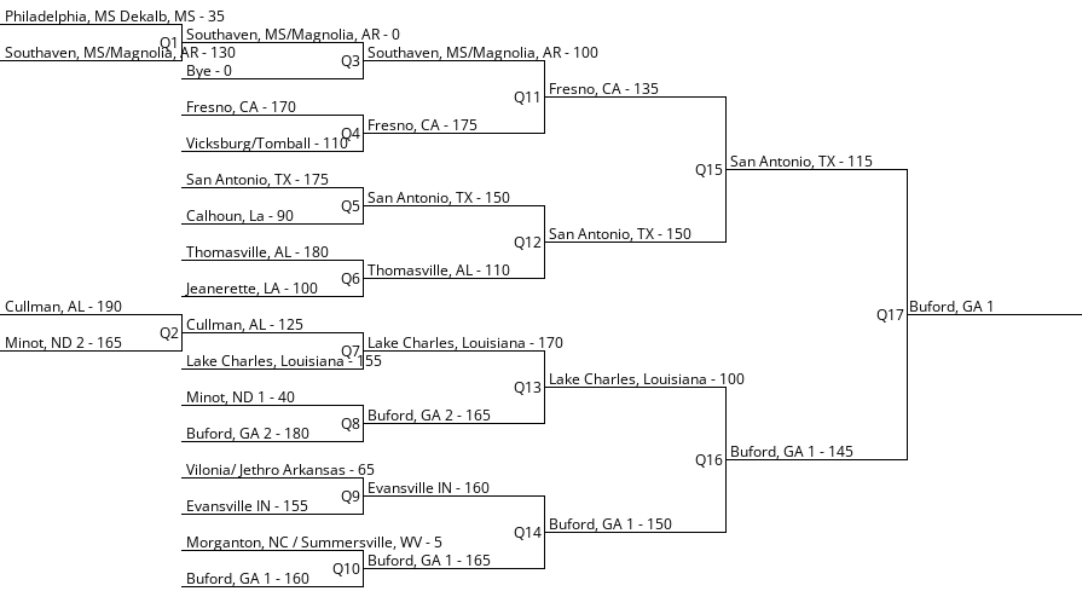 Philadelphia, MS Dekalb, MS - 35
Q1
Southaven, MS/Magnolia, AR - 130
Southaven, MS/Magnolia, AR - 0
Q3
Bye - 0
Southaven, MS/Magnolia, AR - 100
Q11
Fresno, CA - 170
Q4
Vicksburg/Tomball - 110
Fresno, CA - 175
Fresno, CA - 135
Q15
San Antonio, TX - 175
Q5
Calhoun, La - 90
San Antonio, TX - 150
Q12
Thomasville, AL - 180
Q6
Jeanerette, LA - 100
Thomasville, AL - 110
San Antonio, TX - 150
San Antonio, TX - 115
Q17
Buford, GA 1
Cullman, AL - 190
Q2
Minot, ND 2 - 165
Cullman, AL - 125
Q7
Lake Charles, Louisiana - 155
Lake Charles, Louisiana - 170
Q13
Minot, ND 1 - 40
Q8
Buford, GA 2 - 180
Buford, GA 2 - 165
Lake Charles, Louisiana - 100
Q16
Buford, GA 1 - 145
Vilonia/ Jethro Arkansas - 65
Q9
Evansville IN - 155
Evansville IN - 160
Q14
Buford, GA 1 - 150
Morganton, NC / Summersville, WV - 5
Q10
Buford, GA 1 - 160
Buford, GA 1 - 165